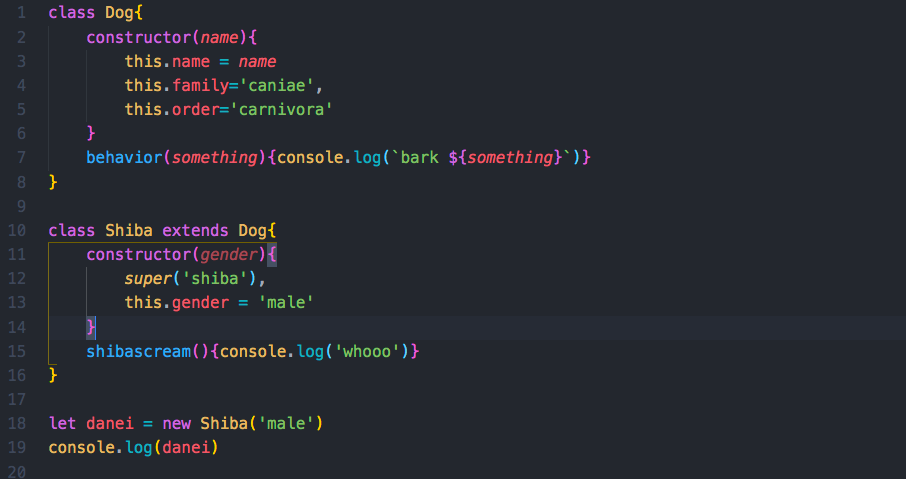 1 class Dog{
2 constructor(name){
3 this.name = name
4 this.family='caniae',
5 this.order='carnivora'
6 }
7 behavior(something){console.log(`bark ${something}`)}
8 }
9
10 class Shiba extends Dog{
11 constructor(gender){
12 super('shiba'),
13 this.gender = 'male'
14 }
15 shibascream(){console.log('whooo')}
16 }
17
18 let danei = new Shiba('male')
19 console.log(danei)
20